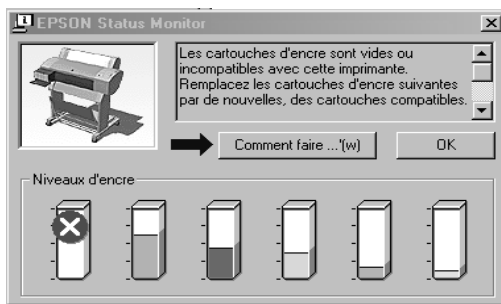 EPSON Status Monitor
Les cartouches d'encre sont vides ou
incompatibles avec cette imprimante.
Remplacez les cartouches d'encre suivantes
par de nouvelles, des cartouches compatibles.
Comment faire ...'(w)
OK
Niveaux d'encre